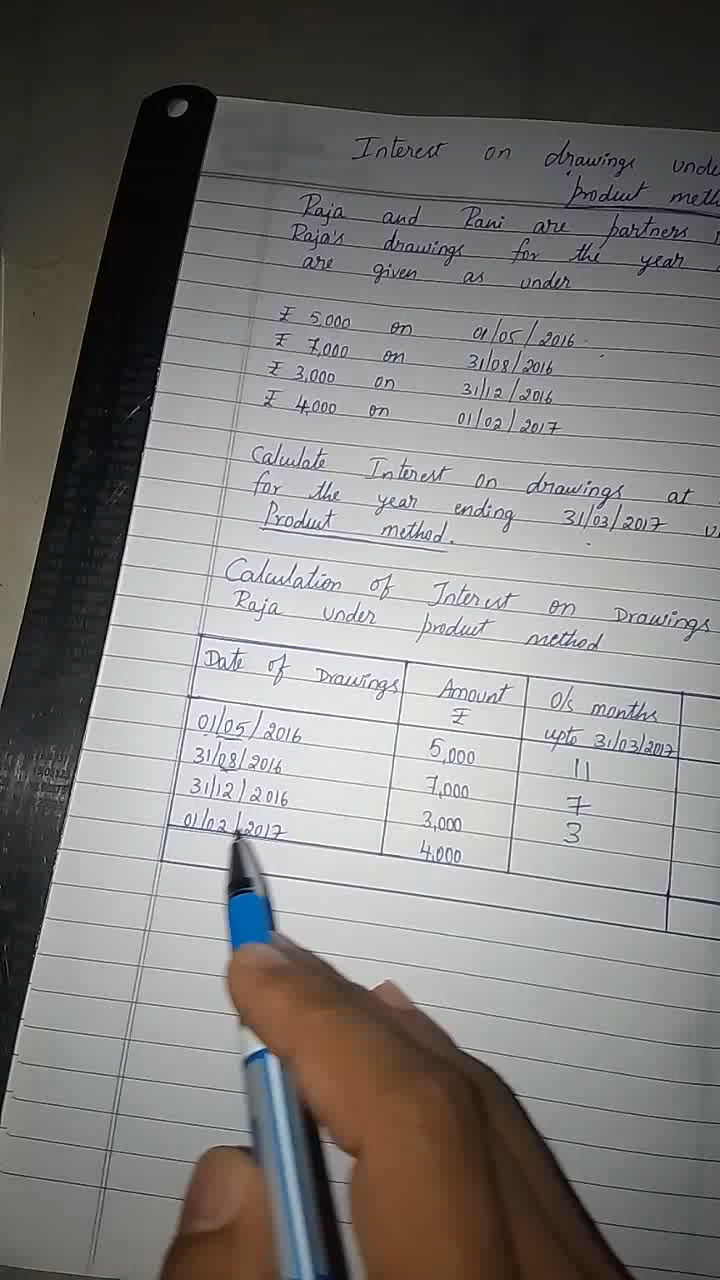 Interest on drawings
product
Raja and Rani are partners
Raja's drawings for the year
are given as under
₹ 5,000 on 01/05/2016
₹ 7,000 on 31/08/2016
₹ 3,000 on 31/12/2016
₹ 4,000 on 01/02/2017
Calculate Interest on drawings at
for the year ending 31/03/2017
Product method.
Calculation of Interest on Drawings
Raja under product method
Date of Drawings Amount ₹ O/s months upto 31/03/2017
01/05/2016 5,000 11
31/08/2016 7,000 7
31/12/2016 3,000 3
01/02/2017 4,000